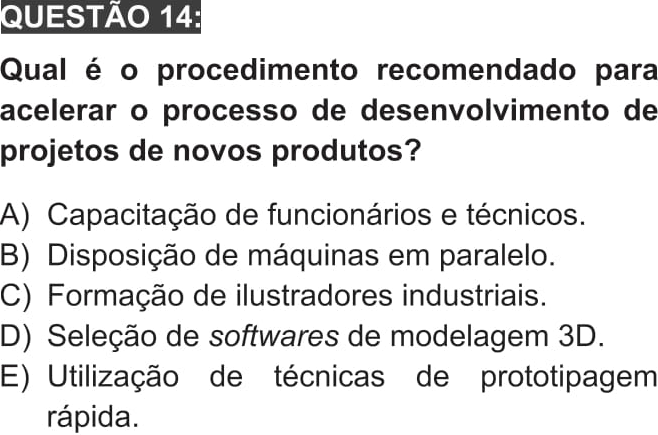 QUESTÃO 14:
Qual é o procedimento recomendado para
acelerar o processo de desenvolvimento de
projetos de novos produtos?
A) Capacitação de funcionários e técnicos.
B) Disposição de máquinas em paralelo.
C) Formação de ilustradores industriais.
D) Seleção de softwares de modelagem 3D.
E) Utilização de técnicas de prototipagem
rápida.